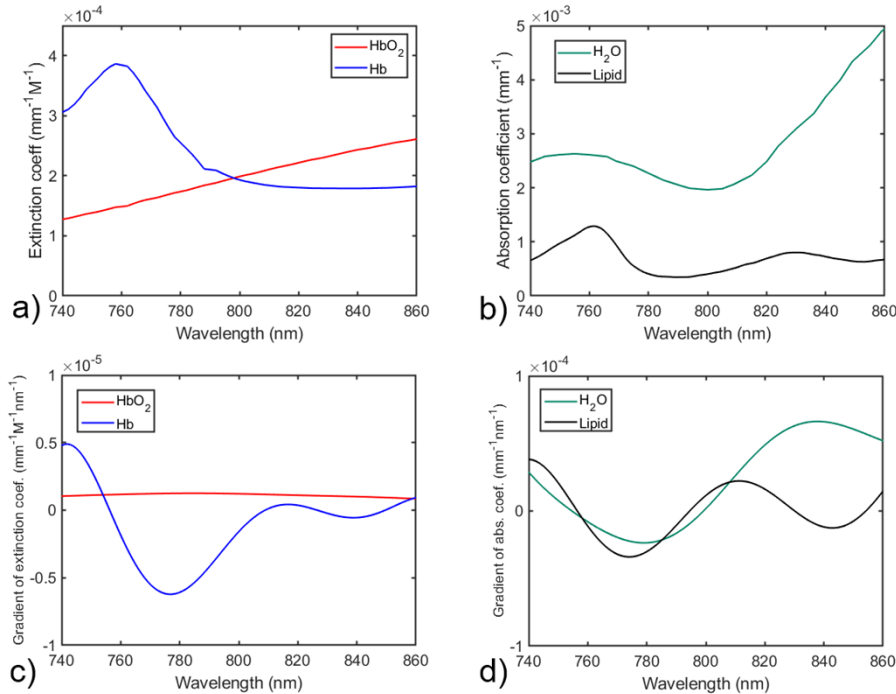 ×10⁻⁴
4
3
2
1
0
Extinction coeff (mm⁻¹M⁻¹)
HbO₂
Hb
740 760 780 800 820 840 860
Wavelength (nm)
a)
×10⁻³
5
4
3
2
1
0
Absorption coefficient (mm⁻¹)
H₂O
Lipid
740 760 780 800 820 840 860
Wavelength (nm)
b)
×10⁻⁵
1
0.5
0
-0.5
-1
Gradient of extinction coef. (mm⁻¹M⁻¹nm⁻¹)
HbO₂
Hb
740 760 780 800 820 840 860
Wavelength (nm)
c)
×10⁻⁴
1
0
-1
Gradient of abs. coef. (mm⁻¹nm⁻¹)
H₂O
Lipid
740 760 780 800 820 840 860
Wavelength (nm)
d)